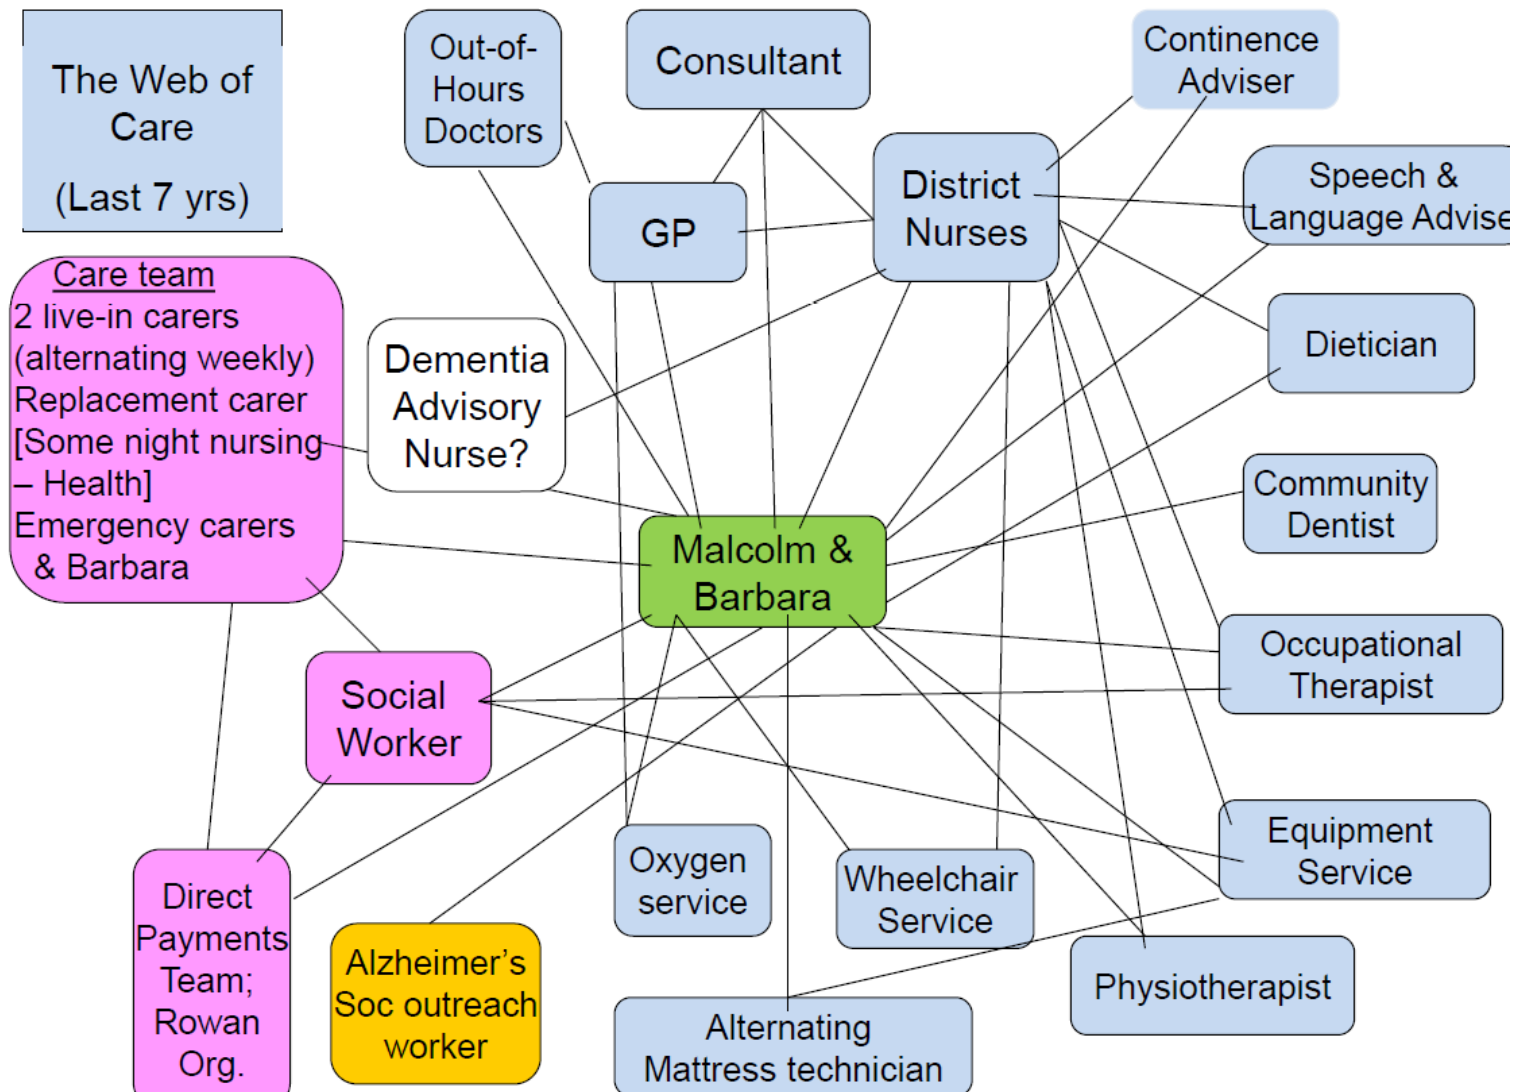 The Web of
Care
(Last 7 yrs)
Out-of-
Hours
Doctors
Consultant
Continence
Adviser
GP
District
Nurses
Speech &
Language Advise
Care team
2 live-in carers
(alternating weekly)
Replacement carer
[Some night nursing
– Health]
Emergency carers
& Barbara
Dementia
Advisory
Nurse?
Dietician
Malcolm &
Barbara
Community
Dentist
Social
Worker
Occupational
Therapist
Direct
Payments
Team;
Rowan
Org.
Alzheimer’s
Soc outreach
worker
Oxygen
service
Wheelchair
Service
Equipment
Service
Alternating
Mattress technician
Physiotherapist